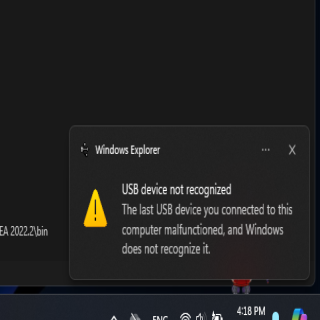 Windows Explorer
USB device not recognized
The last USB device you connected to this
computer malfunctioned, and Windows
does not recognize it.
EA 2022.2\bin
4:18 PM
ENG